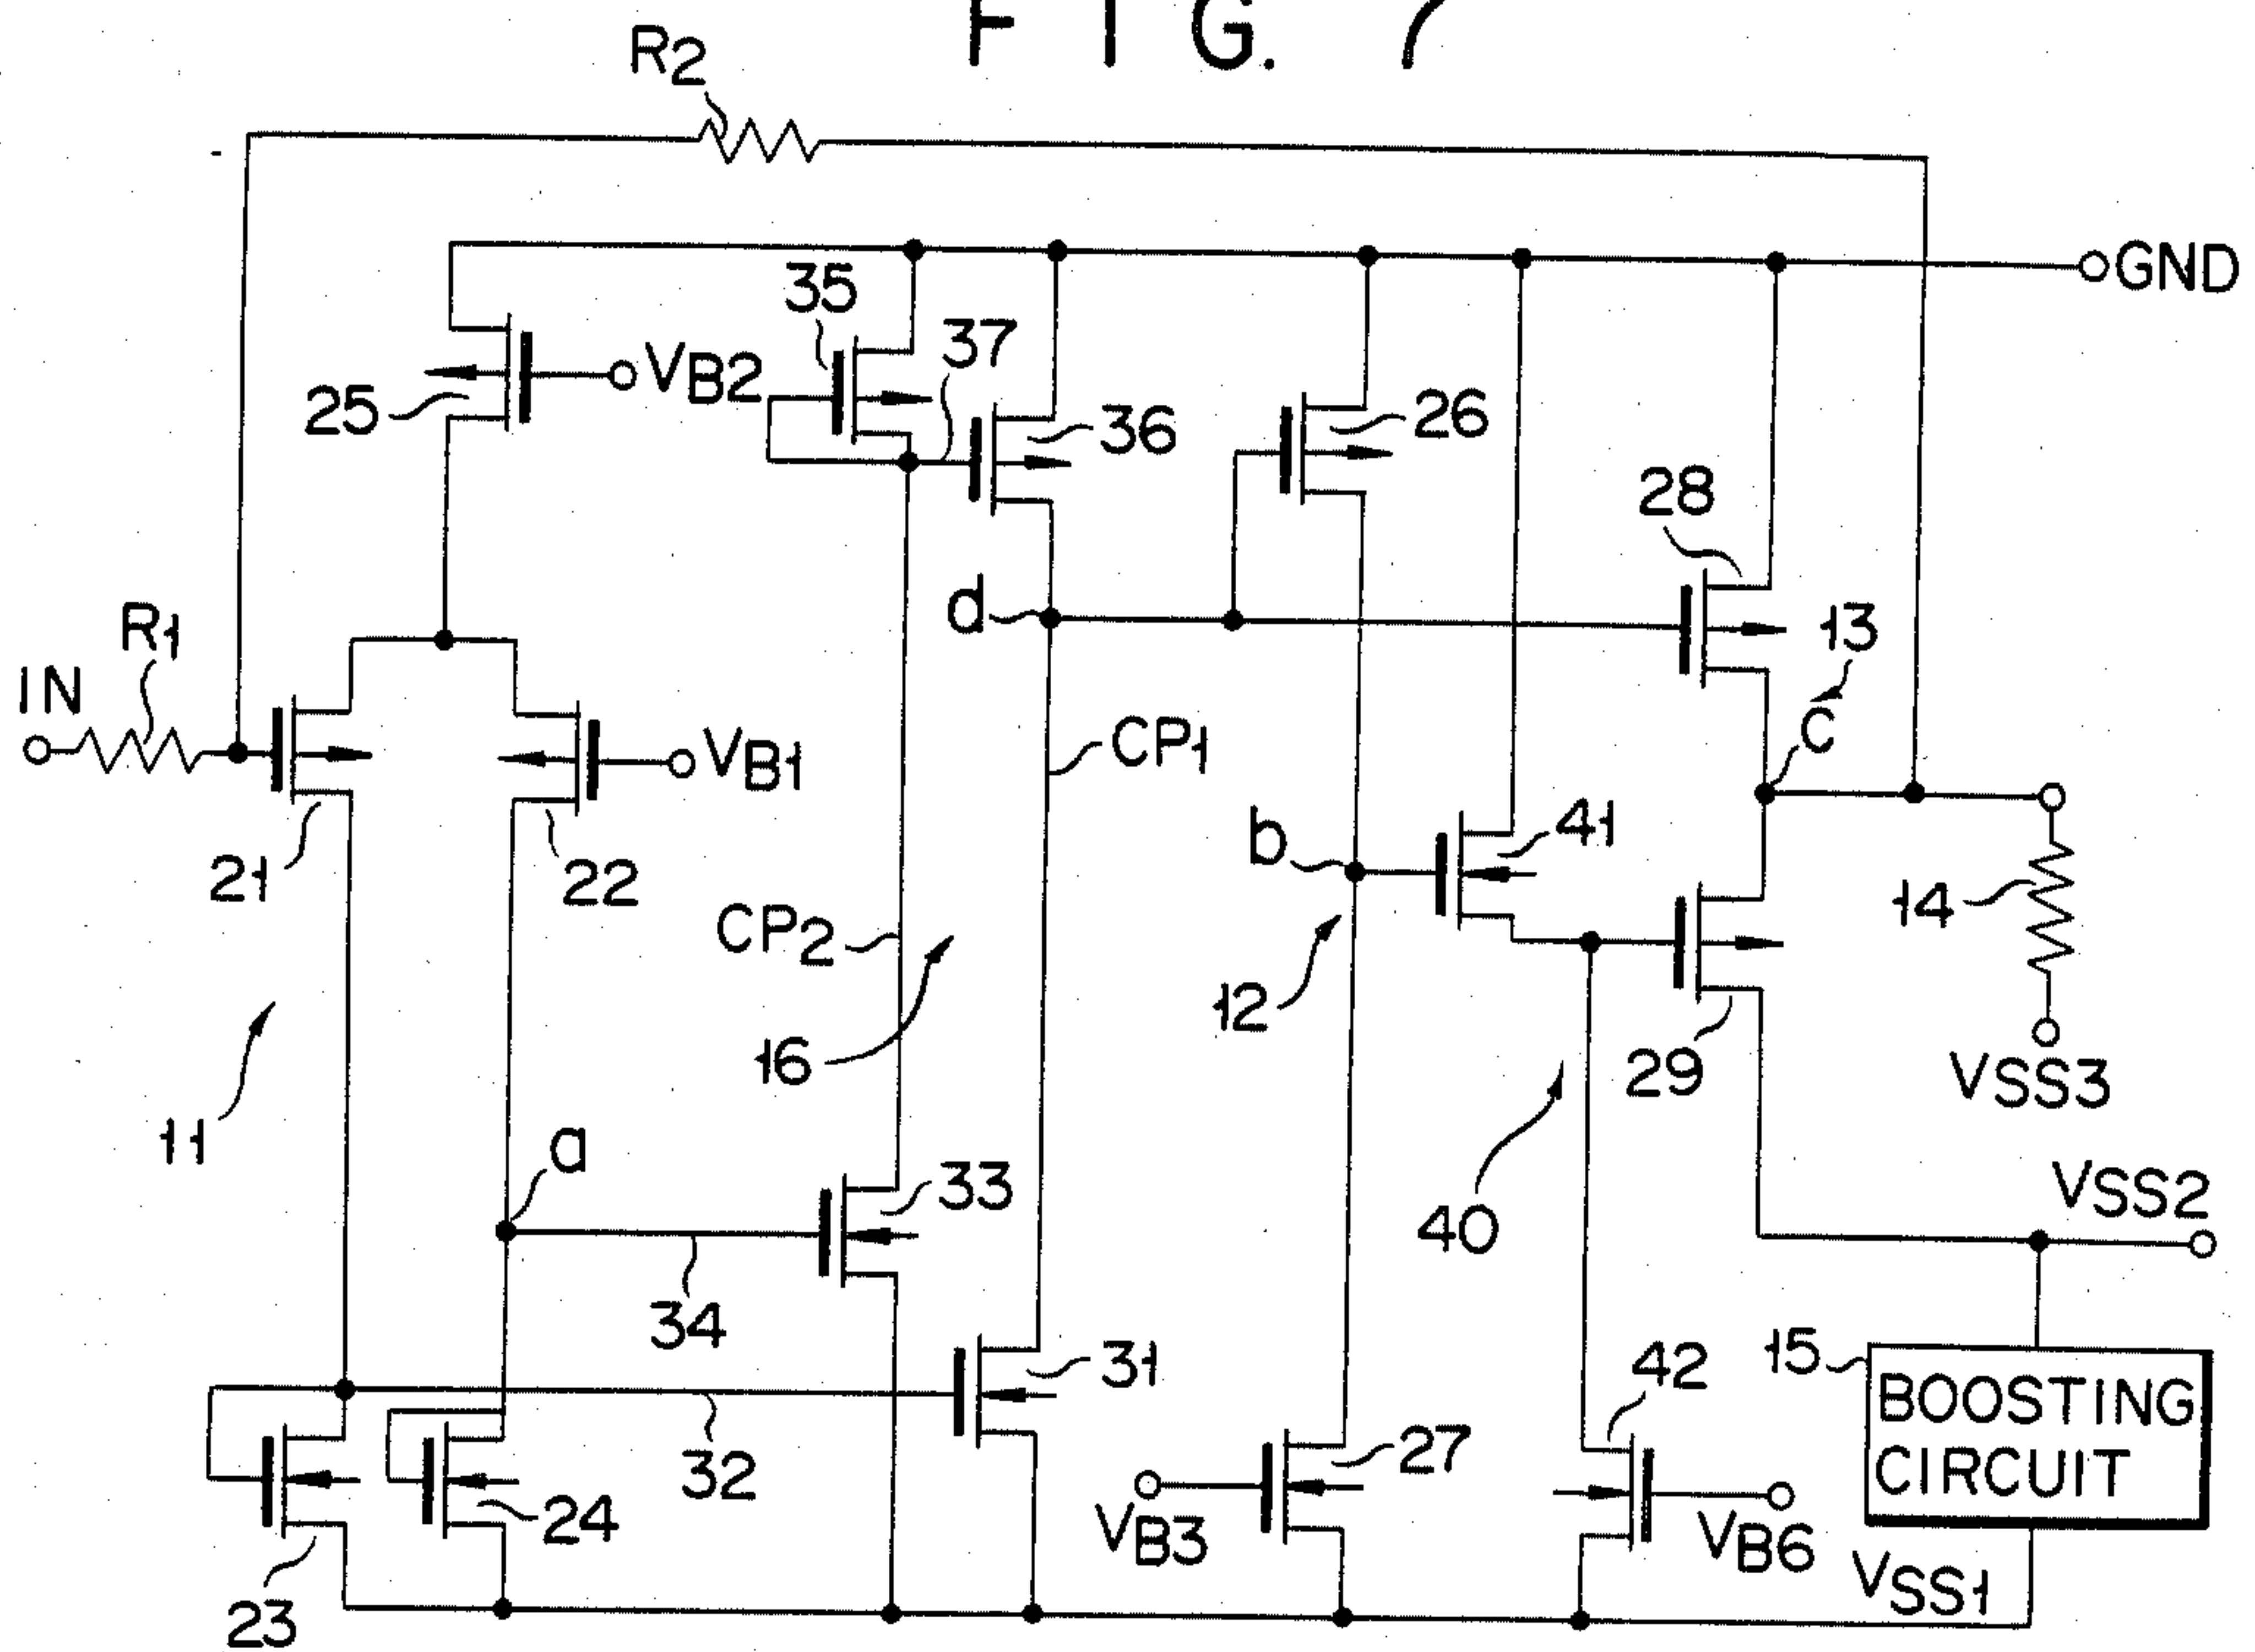 F I G. 7
R2
GND
35
37
VB2
25
36
26
28
R1
d
13
IN
C
CP1
VB1
b
41
21
22
14
CP2
12
16
29
VSS3
11
a
33
VSS2
40
34
31
42
15
BOOSTING
CIRCUIT
32
27
24
VB3
VB6
VSS1
23